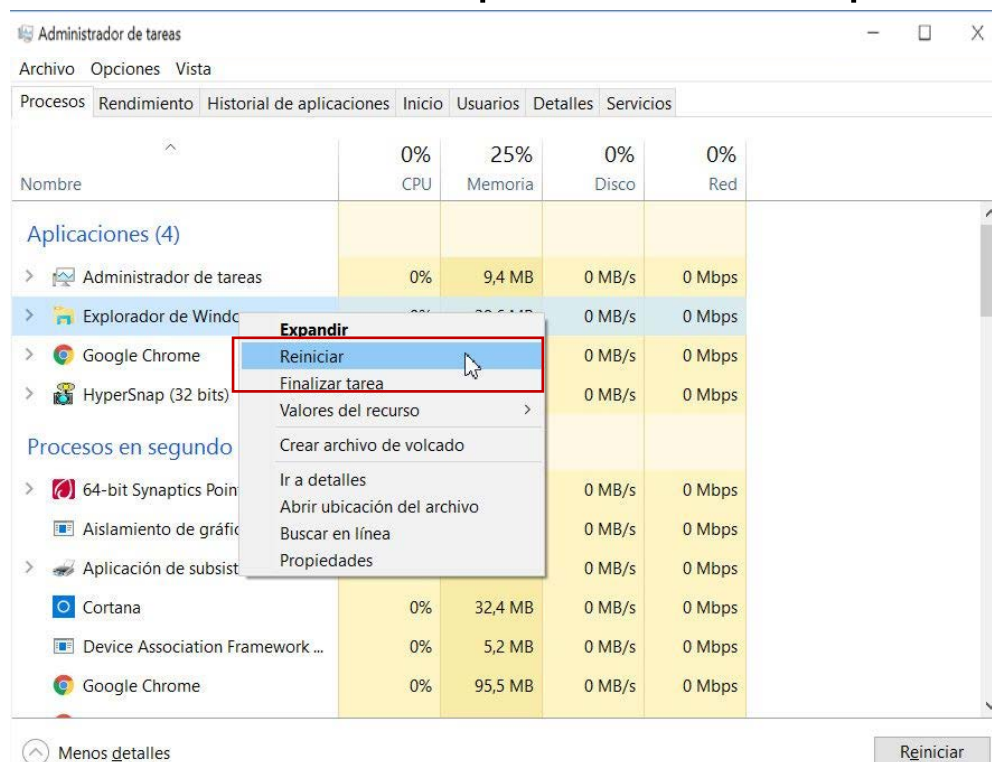 Administrador de tareas
Archivo Opciones Vista
Procesos Rendimiento Historial de aplicaciones Inicio Usuarios Detalles Servicios
0% 25% 0% 0%
Nombre CPU Memoria Disco Red
Aplicaciones (4)
Administrador de tareas 0% 9,4 MB 0 MB/s 0 Mbps
Explorador de 0 MB/s 0 Mbps
Expandir
Google Chrome 0 MB/s 0 Mbps
Reiniciar
Finalizar tarea
HyperSnap (32 bits) 0 MB/s 0 Mbps
Valores del recurso
Procesos en segundo
Crear archivo de volcado
Ir a detalles
64-bit Synaptics 0 MB/s 0 Mbps
Abrir ubicación del archivo
Aislamiento de 0 MB/s 0 Mbps
Buscar en línea
Propiedades
Aplicación de 0 MB/s 0 Mbps
Cortana 0% 32,4 MB 0 MB/s 0 Mbps
Device Association Framework ... 0% 5,2 MB 0 MB/s 0 Mbps
Google Chrome 0% 95,5 MB 0 MB/s 0 Mbps
Menos detalles Reiniciar